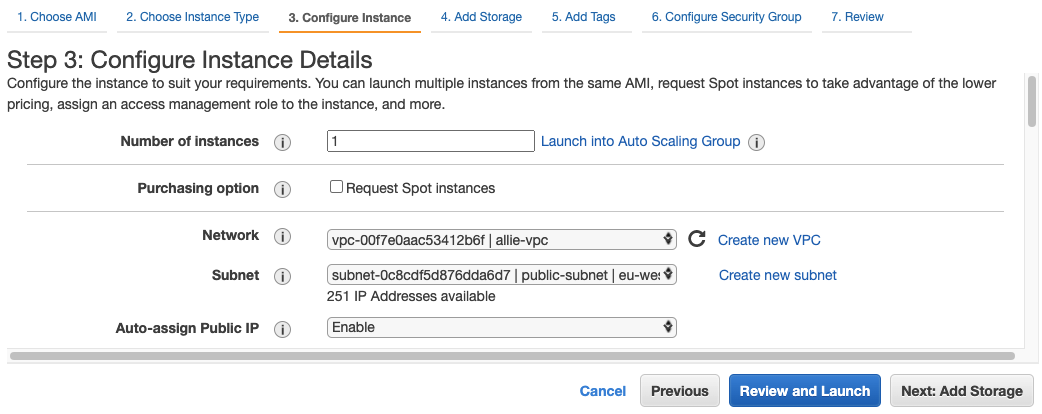 1. Choose AMI 2. Choose Instance Type 3. Configure Instance 4. Add Storage 5. Add Tags 6. Configure Security Group 7. Review
Step 3: Configure Instance Details
Configure the instance to suit your requirements. You can launch multiple instances from the same AMI, request Spot instances to take advantage of the lower
pricing, assign an access management role to the instance, and more.
Number of instances i 1 Launch into Auto Scaling Group i
Purchasing option i Request Spot instances
Network i vpc-00f7e0aac53412b6f | allie-vpc Create new VPC
Subnet i subnet-0c8cdf5d876dda6d7 | public-subnet | eu-wes Create new subnet
251 IP Addresses available
Auto-assign Public IP i Enable
Cancel Previous Review and Launch Next: Add Storage